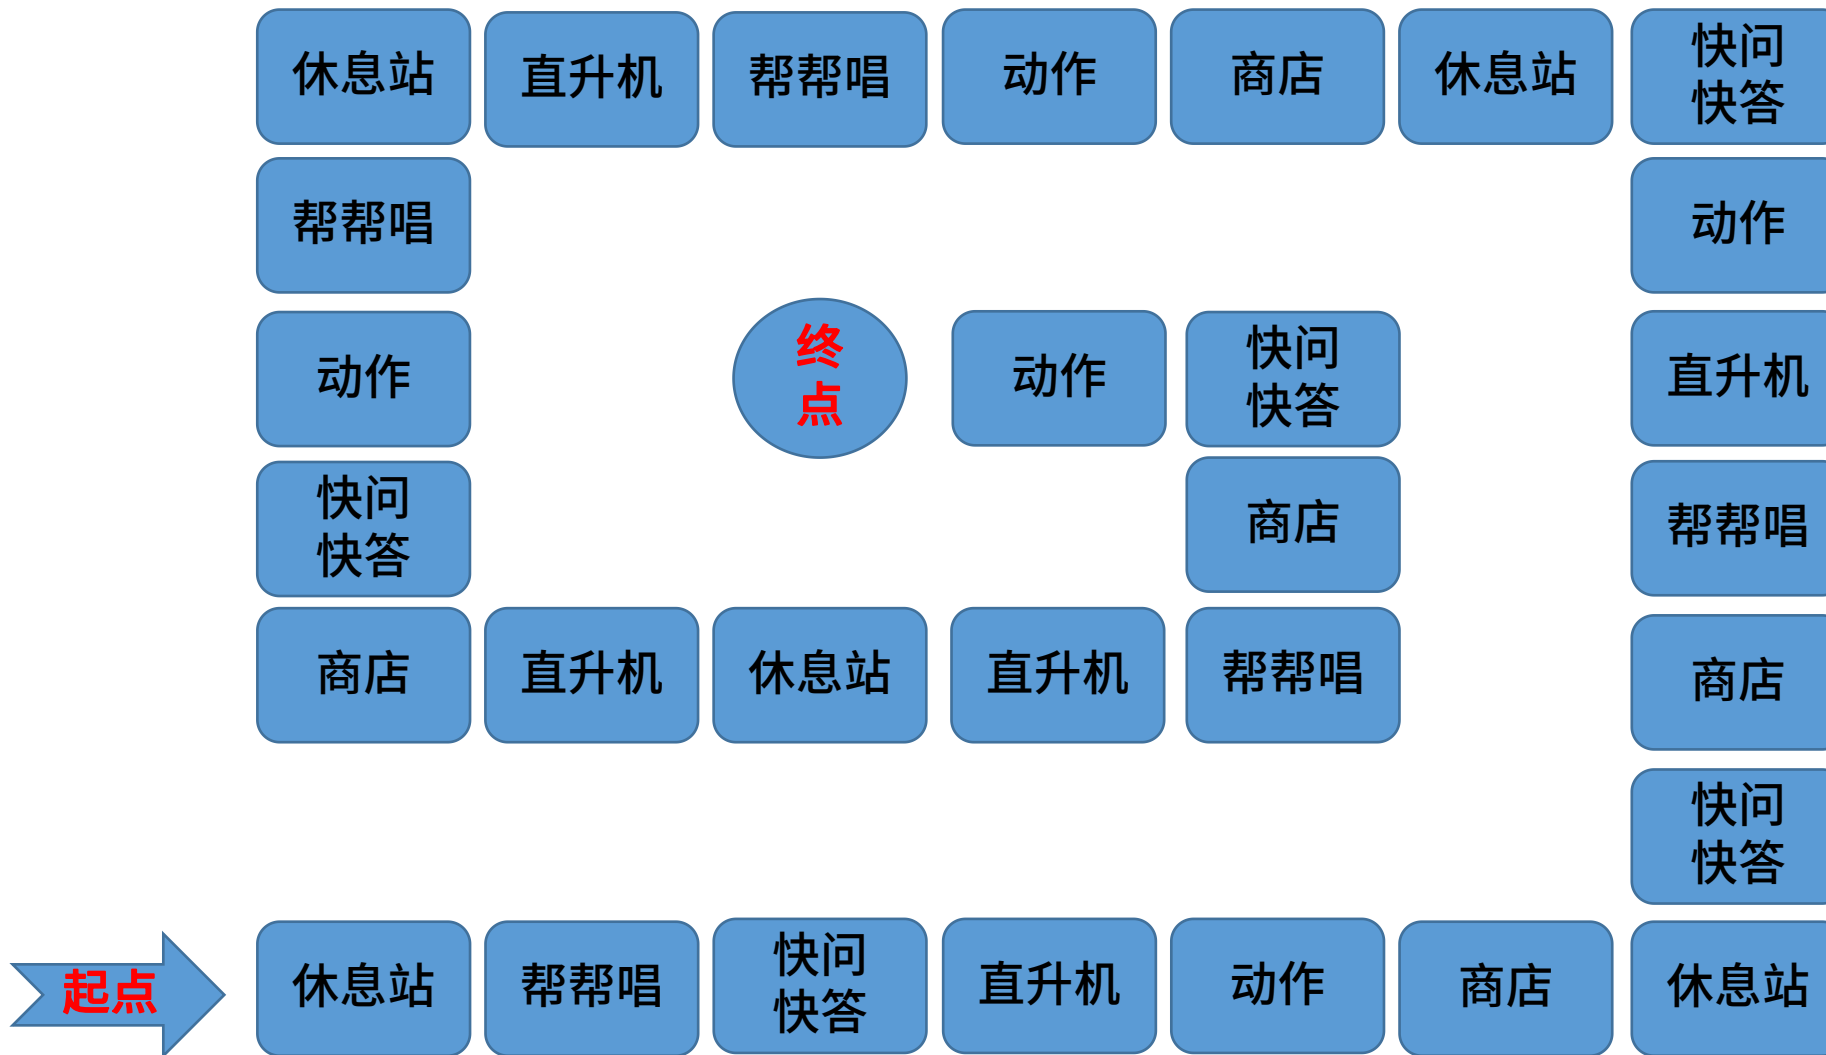 休息站
直升机
帮帮唱
动作
商店
休息站
快问
快答
帮帮唱
动作
动作
终
点
动作
快问
快答
直升机
快问
快答
商店
帮帮唱
商店
直升机
休息站
直升机
帮帮唱
商店
快问
快答
起点
休息站
帮帮唱
快问
快答
直升机
动作
商店
休息站